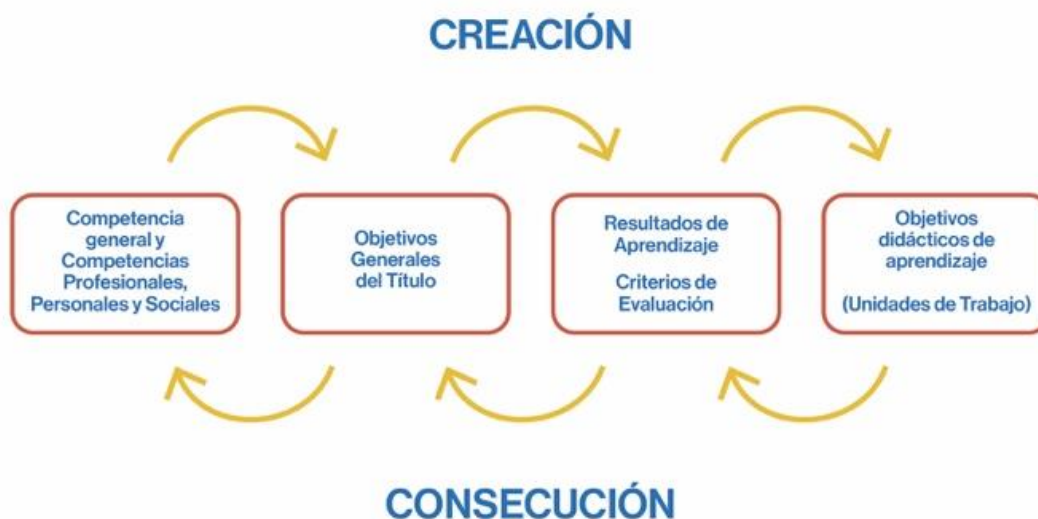 CREACIÓN
Competencia
general y
Competencias
Profesionales,
Personales y Sociales
Objetivos
Generales
del Título
Resultados de
Aprendizaje
Criterios de
Evaluación
Objetivos
didácticos de
aprendizaje
(Unidades de Trabajo)
CONSECUCIÓN